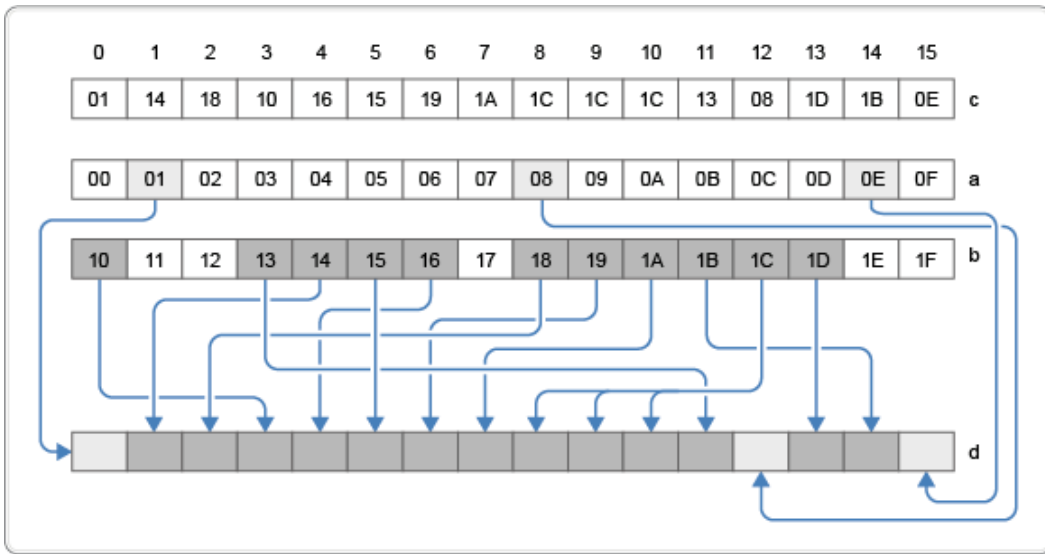 0 1 2 3 4 5 6 7 8 9 10 11 12 13 14 15
01 14 18 10 16 15 19 1A 1C 1C 1C 13 08 1D 1B 0E c
00 01 02 03 04 05 06 07 08 09 0A 0B 0C 0D 0E 0F a
10 11 12 13 14 15 16 17 18 19 1A 1B 1C 1D 1E 1F b
d